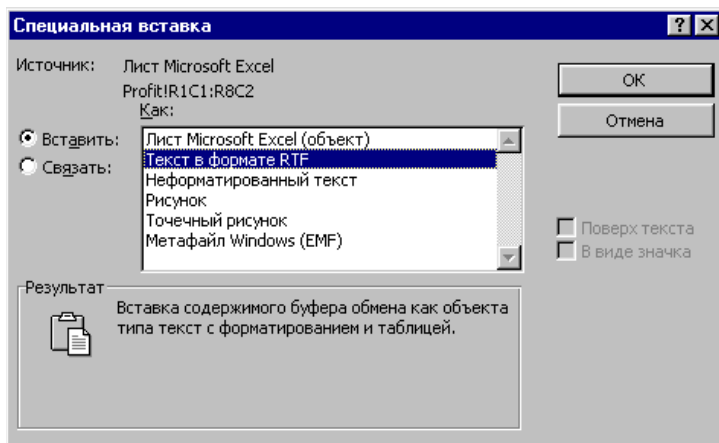 Специальная вставка
Источник: Лист Microsoft Excel
Profit!R1C1:R8C2
Как:
Вставить:
Связать:
Лист Microsoft Excel (объект)
Текст в формате RTF
Неформатированный текст
Рисунок
Точечный рисунок
Метафайл Windows (EMF)
ОК
Отмена
Поверх текста
В виде значка
Результат
Вставка содержимого буфера обмена как объекта
типа текст с форматированием и таблицей.